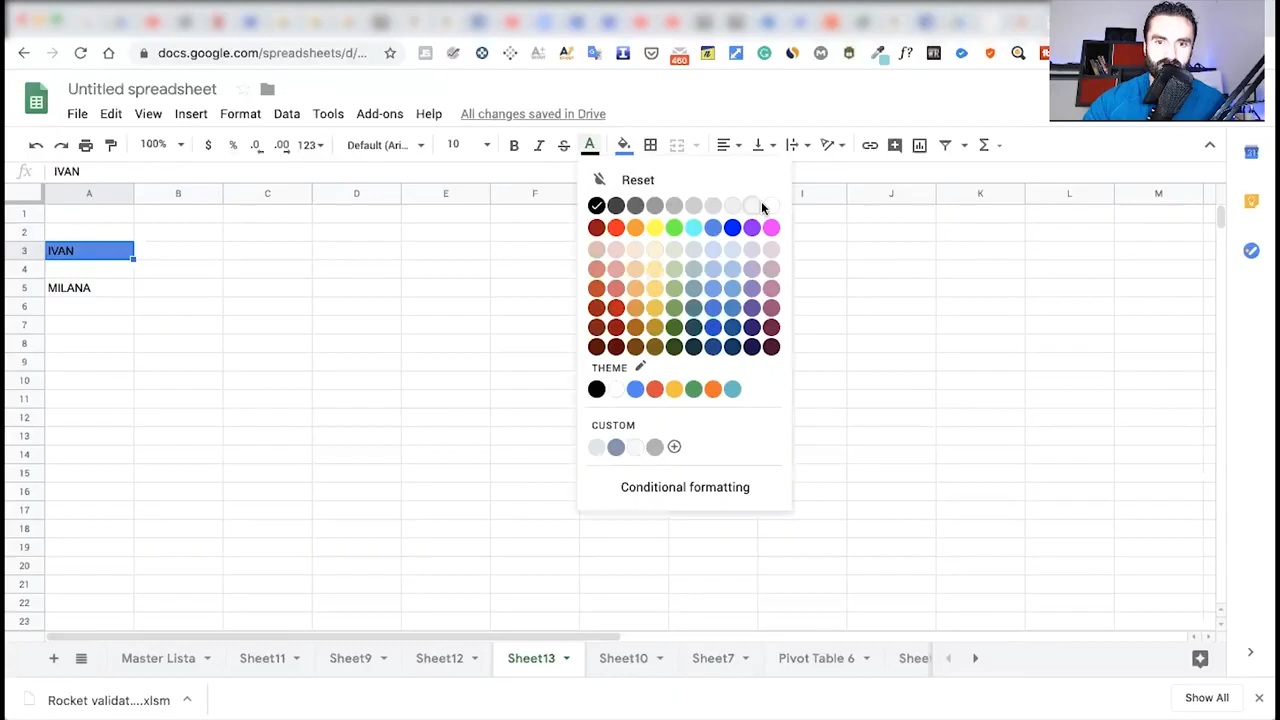 docs.google.com/spreadsheets/d/...
460
Untitled spreadsheet
File Edit View Insert Format Data Tools Add-ons Help All changes saved in Drive
100% $ % .0 .00 123 Default (Ari... 10 B I S A Σ
fx IVAN
Reset
A B C D E F I J K L M
1
2
3 IVAN
4
5 MILANA
6
7
8
9
10
11
12
13
14
15
16
17
18
19
20
21
22
23
THEME
CUSTOM
Conditional formatting
+ Master Lista Sheet11 Sheet9 Sheet12 Sheet13 Sheet10 Sheet7 Pivot Table 6 Shee
Rocket validat....xlsm Show All